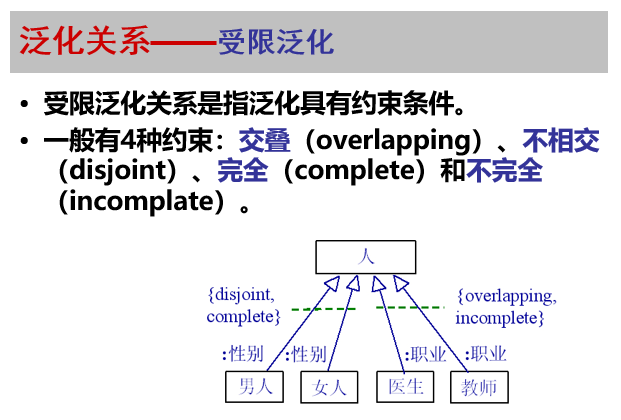 泛化关系——受限泛化
• 受限泛化关系是指泛化具有约束条件。
• 一般有4种约束：交叠（overlapping）、不相交
（disjoint）、完全（complete）和不完全
（incomplate）。
人
{disjoint,
complete}
{overlapping,
incomplete}
:性别 :性别 :职业 :职业
男人 女人 医生 教师